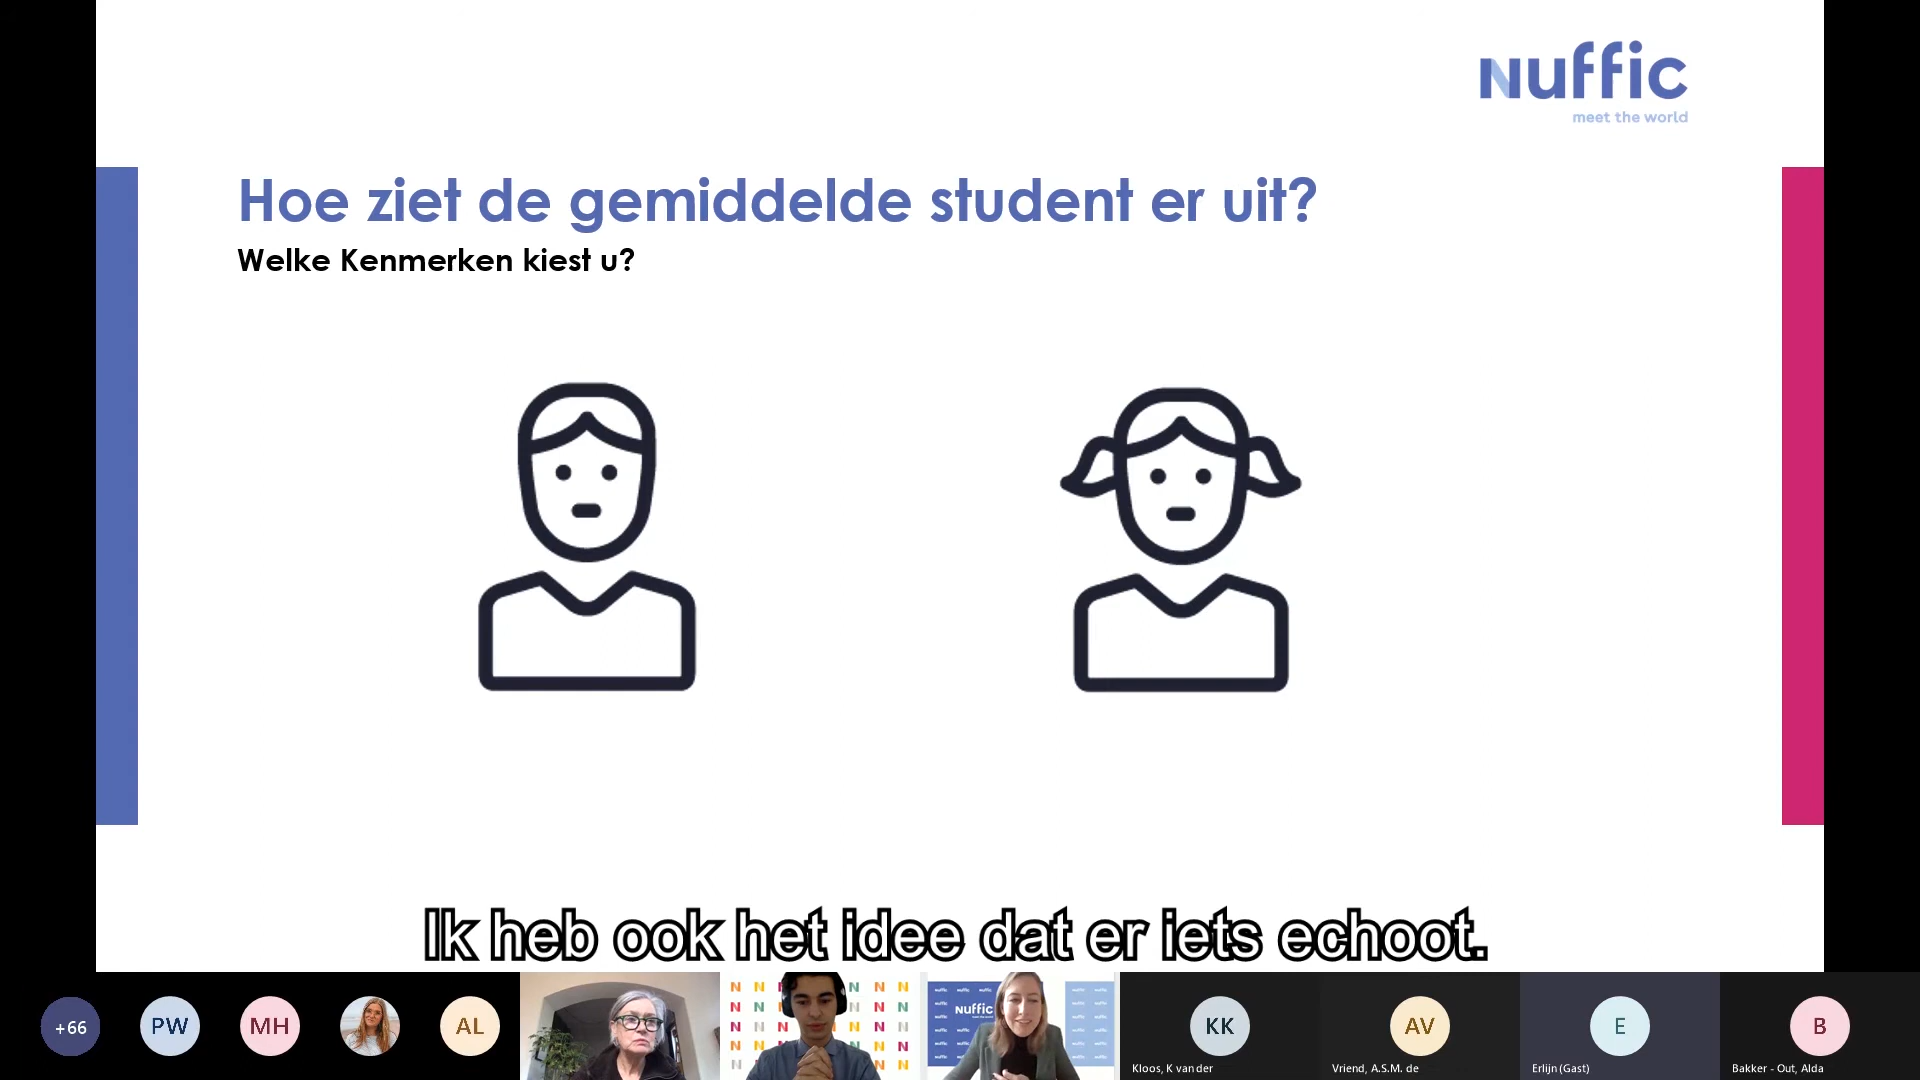 Nuffic
meet the world
Hoe ziet de gemiddelde student er uit?
Welke Kenmerken kiest u?
Ik heb ook het idee dat er iets echoot.
+66
PW
MH
AL
Nuffic
KK
AV
E
B
Kloos, K van der
Vriend, A.S.M. de
Erlijn (Gast)
Bakker - Out, Alda